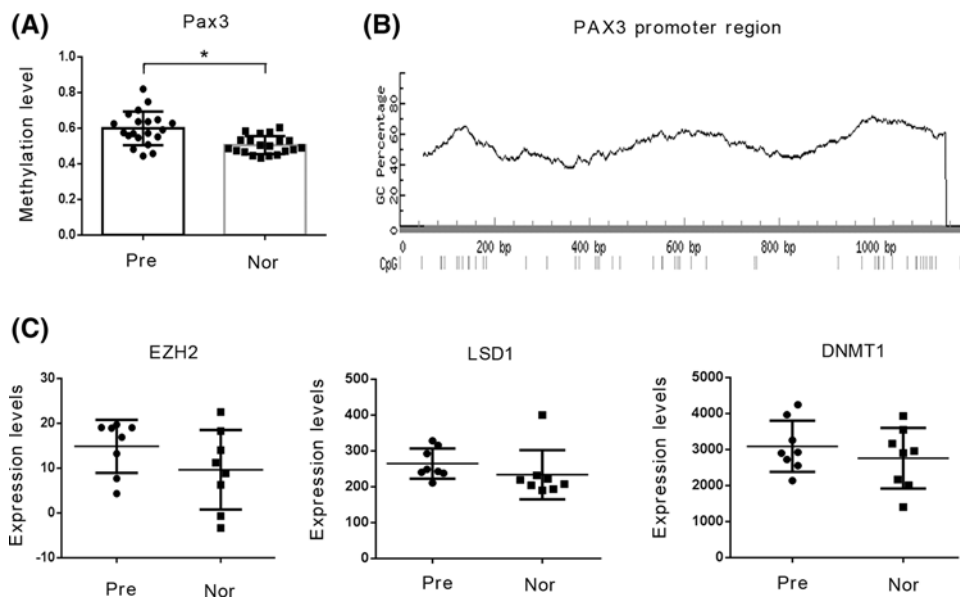 (A)
Pax3
*
Methylation level
1.0
0.8
0.6
0.4
0.2
0.0
Pre Nor
(B)
PAX3 promoter region
GC Percentage
0 20 40 60 80
0 200 bp 400 bp 600 bp 800 bp 1000 bp
CpG
(C)
EZH2
Expression levels
30
20
10
0
-10
Pre Nor
LSD1
Expression levels
500
400
300
200
100
0
Pre Nor
DNMT1
Expression levels
5000
4000
3000
2000
1000
0
Pre Nor